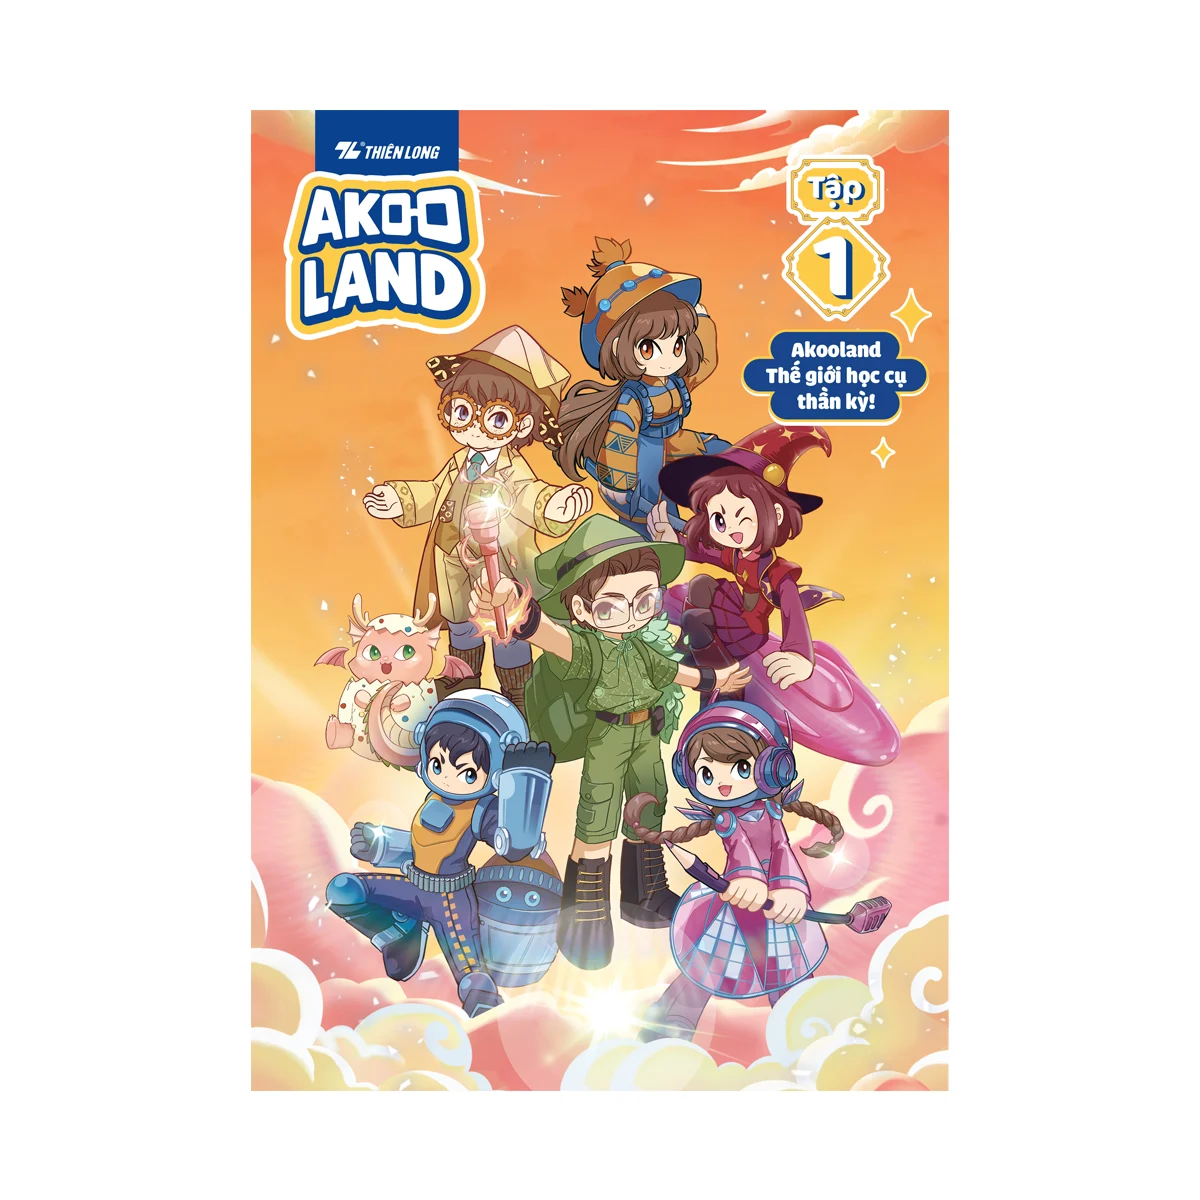 THIÊN LONG
AKOO
LAND
Tập
1
Akooland
Thế giới học cụ
thần kỳ!